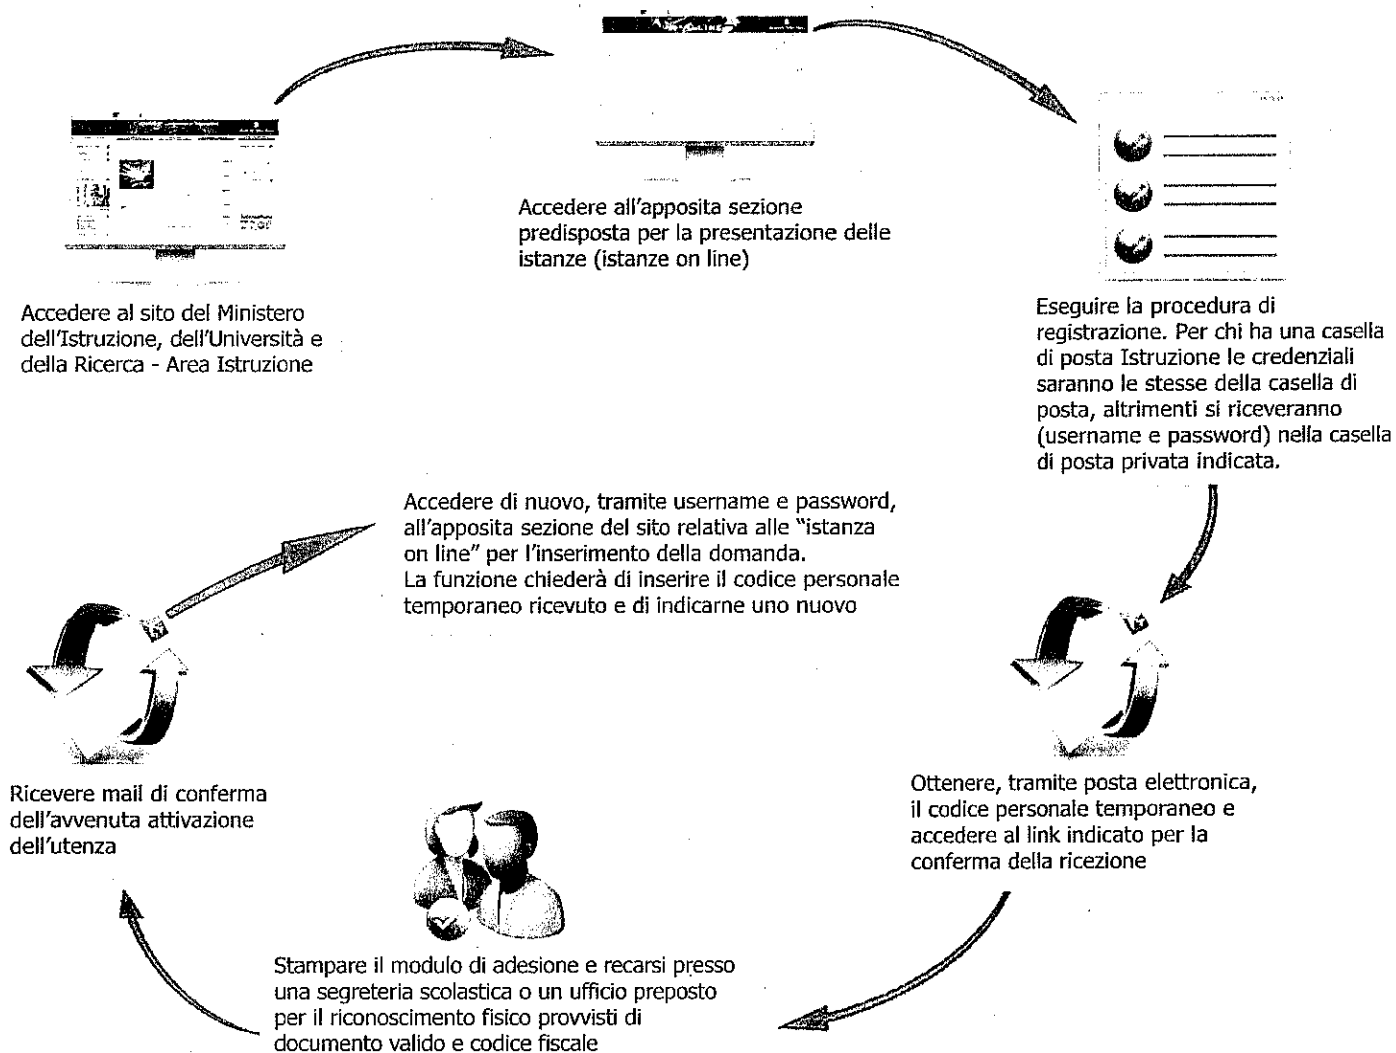 Accedere al sito del Ministero
dell'Istruzione, dell'Università e
della Ricerca - Area Istruzione
Accedere all'apposita sezione
predisposta per la presentazione delle
istanze (istanze on line)
Eseguire la procedura di
registrazione. Per chi ha una casella
di posta Istruzione le credenziali
saranno le stesse della casella di
posta, altrimenti si riceveranno
(username e password) nella casella
di posta privata indicata.
Ottenere, tramite posta elettronica,
il codice personale temporaneo e
accedere al link indicato per la
conferma della ricezione
Stampare il modulo di adesione e recarsi presso
una segreteria scolastica o un ufficio preposto
per il riconoscimento fisico provvisti di
documento valido e codice fiscale
Ricevere mail di conferma
dell'avvenuta attivazione
dell'utenza
Accedere di nuovo, tramite username e password,
all'apposita sezione del sito relativa alle "istanza
on line" per l'inserimento della domanda.
La funzione chiederà di inserire il codice personale
temporaneo ricevuto e di indicarne uno nuovo